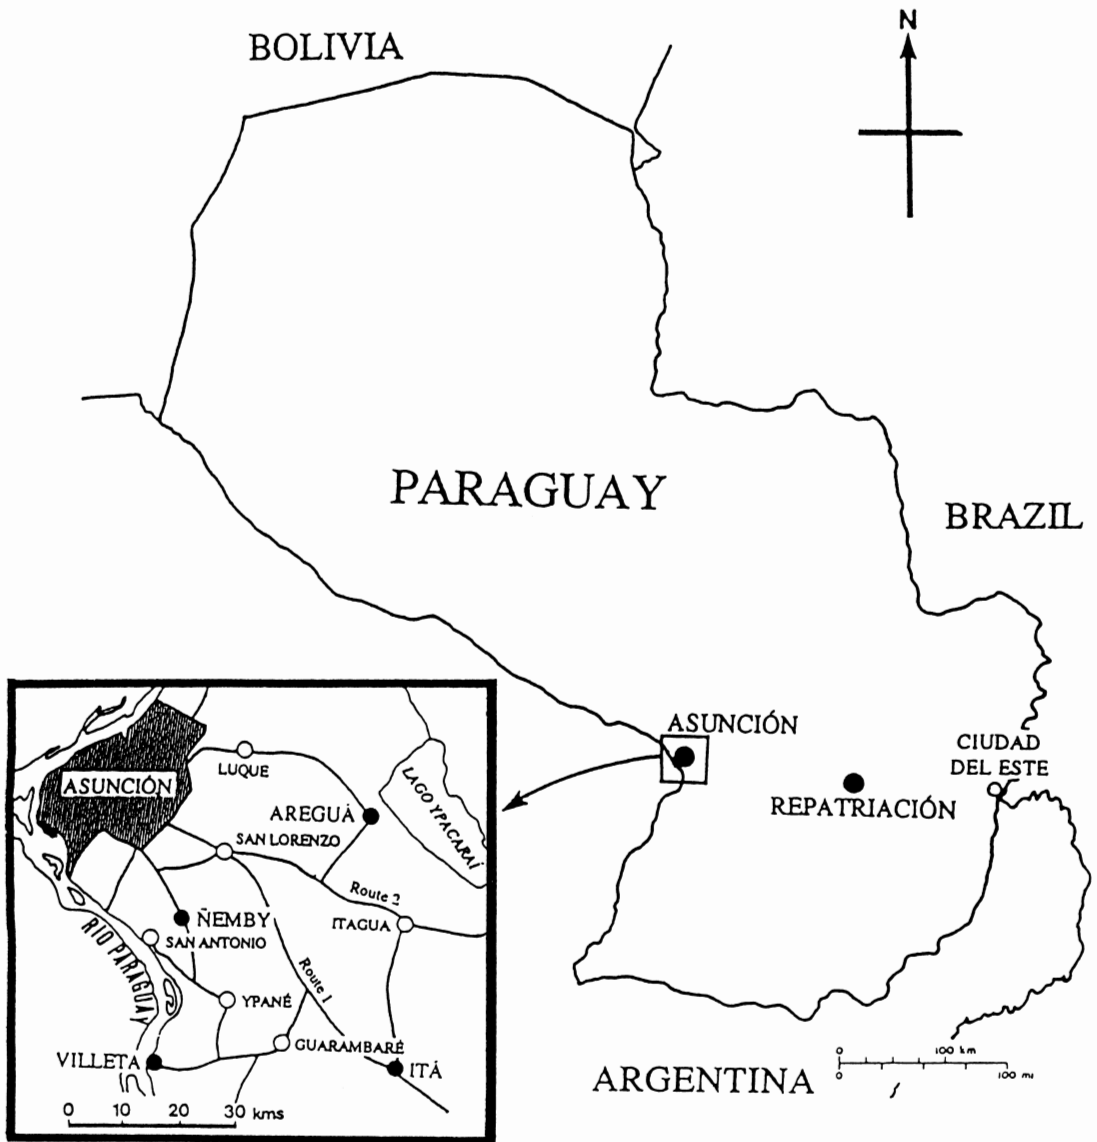 N
BOLIVIA
PARAGUAY
BRAZIL
ASUNCIÓN
CIUDAD
DEL ESTE
REPATRIACIÓN
ARGENTINA
0 100 km
0 100 mi
ASUNCIÓN
LUQUE
LAGO YPACARAÍ
AREGUÀ
SAN LORENZO
Route 2
ÑEMBY
ITAGUA
SAN ANTONIO
RIO PARAGUAY
Route 1
YPANÉ
GUARAMBARÉ
VILLETA
ITÁ
0 10 20 30 kms